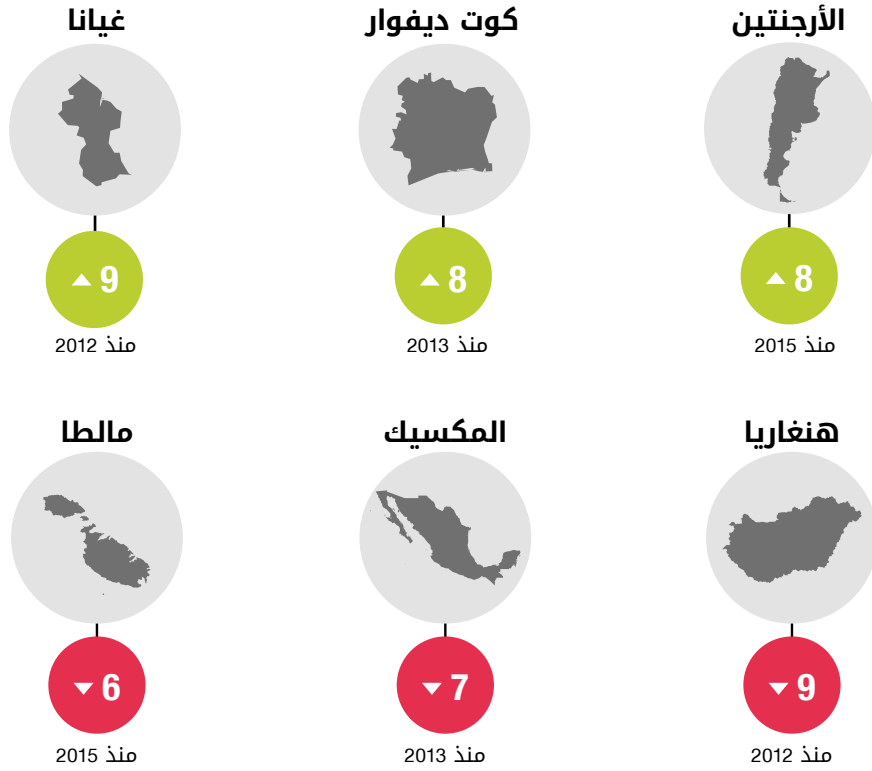 الأرجنتين
8
منذ 2015
كوت ديفوار
8
منذ 2013
غيانا
9
منذ 2012
هنغاريا
9
منذ 2012
المكسيك
7
منذ 2013
مالطا
6
منذ 2015